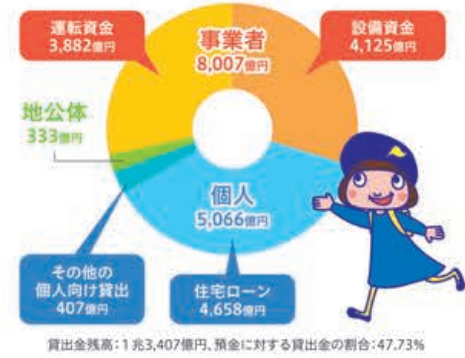 運転資金
3,882億円
事業者
8,007億円
設備資金
4,125億円
地公体
333億円
個人
5,066億円
その他の
個人向け貸出
407億円
住宅ローン
4,658億円
貸出金残高：1兆3,407億円、預金に対する貸出金の割合：47.73%